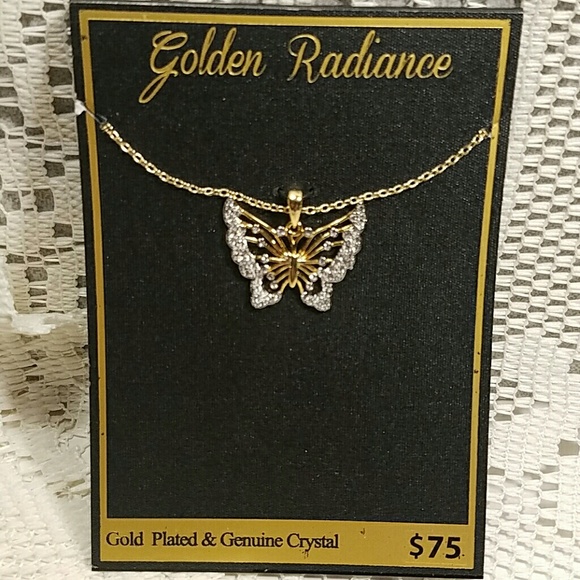 Golden Radiance
Gold Plated & Genuine Crystal
$75